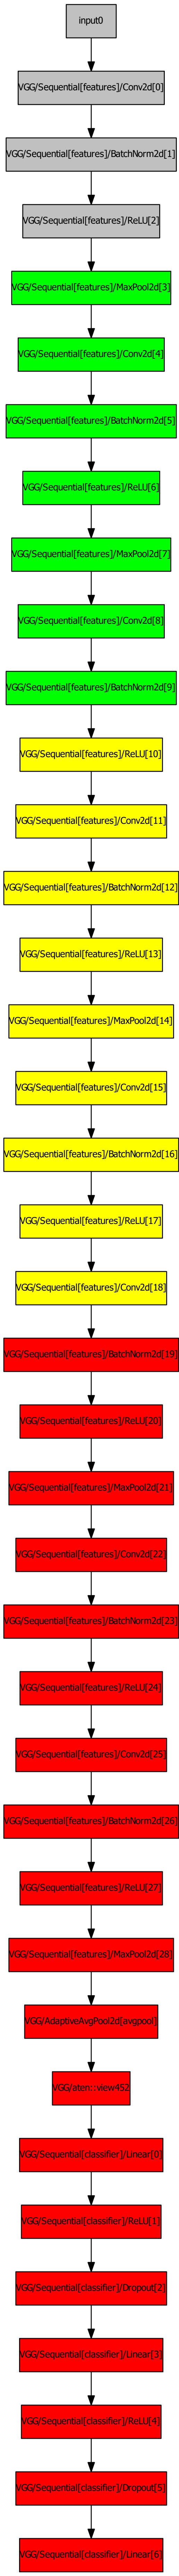 input0
VGG/Sequential[features]/Conv2d[0]
VGG/Sequential[features]/BatchNorm2d[1]
VGG/Sequential[features]/ReLU[2]
VGG/Sequential[features]/MaxPool2d[3]
VGG/Sequential[features]/Conv2d[4]
VGG/Sequential[features]/BatchNorm2d[5]
VGG/Sequential[features]/ReLU[6]
VGG/Sequential[features]/MaxPool2d[7]
VGG/Sequential[features]/Conv2d[8]
VGG/Sequential[features]/BatchNorm2d[9]
VGG/Sequential[features]/ReLU[10]
VGG/Sequential[features]/Conv2d[11]
VGG/Sequential[features]/BatchNorm2d[12]
VGG/Sequential[features]/ReLU[13]
VGG/Sequential[features]/MaxPool2d[14]
VGG/Sequential[features]/Conv2d[15]
VGG/Sequential[features]/BatchNorm2d[16]
VGG/Sequential[features]/ReLU[17]
VGG/Sequential[features]/Conv2d[18]
VGG/Sequential[features]/BatchNorm2d[19]
VGG/Sequential[features]/ReLU[20]
VGG/Sequential[features]/MaxPool2d[21]
VGG/Sequential[features]/Conv2d[22]
VGG/Sequential[features]/BatchNorm2d[23]
VGG/Sequential[features]/ReLU[24]
VGG/Sequential[features]/Conv2d[25]
VGG/Sequential[features]/BatchNorm2d[26]
VGG/Sequential[features]/ReLU[27]
VGG/Sequential[features]/MaxPool2d[28]
VGG/AdaptiveAvgPool2d[avgpool]
VGG/aten::view452
VGG/Sequential[classifier]/Linear[0]
VGG/Sequential[classifier]/ReLU[1]
VGG/Sequential[classifier]/Dropout[2]
VGG/Sequential[classifier]/Linear[3]
VGG/Sequential[classifier]/ReLU[4]
VGG/Sequential[classifier]/Dropout[5]
VGG/Sequential[classifier]/Linear[6]